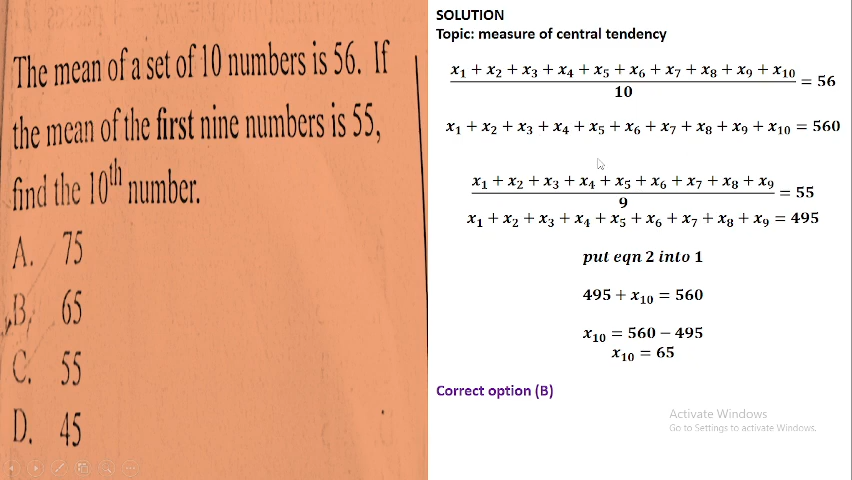 The mean of a set of 10 numbers is 56. If
the mean of the first nine numbers is 55,
find the 10th number.
A. 75
B. 65
C. 55
D. 45
SOLUTION
Topic: measure of central tendency
x₁ + x₂ + x₃ + x₄ + x₅ + x₆ + x₇ + x₈ + x₉ + x₁₀
10
= 56
x₁ + x₂ + x₃ + x₄ + x₅ + x₆ + x₇ + x₈ + x₉ + x₁₀ = 560
x₁ + x₂ + x₃ + x₄ + x₅ + x₆ + x₇ + x₈ + x₉
9
= 55
x₁ + x₂ + x₃ + x₄ + x₅ + x₆ + x₇ + x₈ + x₉ = 495
put eqn 2 into 1
495 + x₁₀ = 560
x₁₀ = 560 − 495
x₁₀ = 65
Correct option (B)
Activate Windows
Go to Settings to activate Windows.